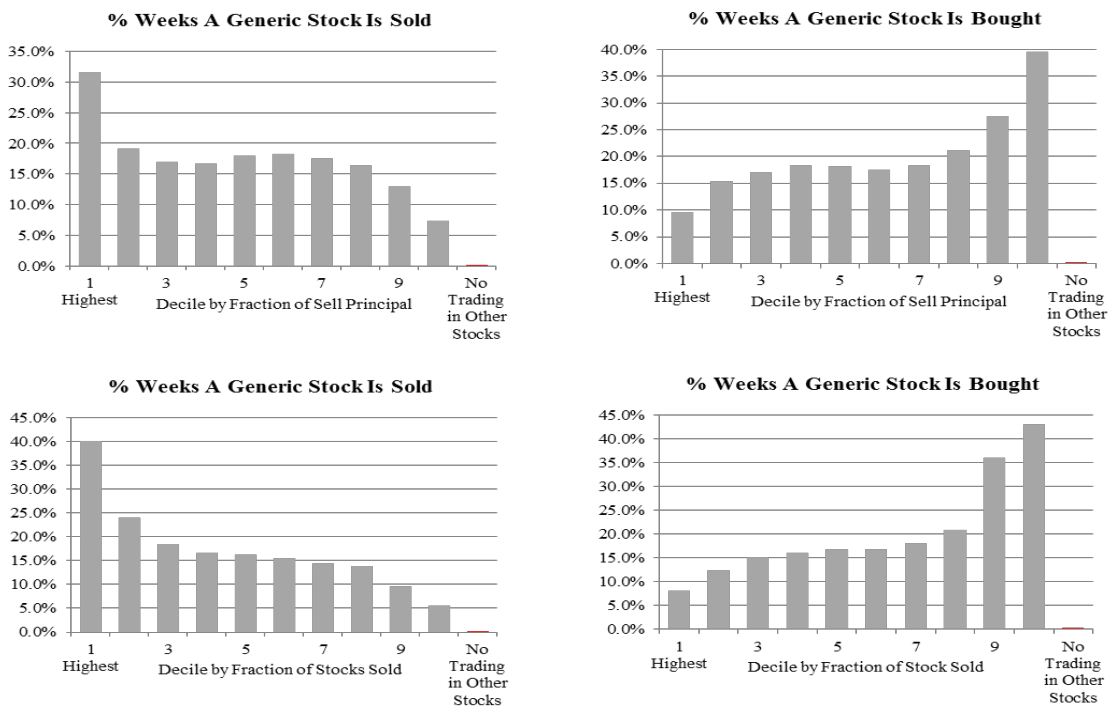 % Weeks A Generic Stock Is Sold
35.0%
30.0%
25.0%
20.0%
15.0%
10.0%
5.0%
0.0%
1 3 5 7 9 No
Highest Decile by Fraction of Sell Principal Trading
in Other
Stocks
% Weeks A Generic Stock Is Bought
40.0%
35.0%
30.0%
25.0%
20.0%
15.0%
10.0%
5.0%
0.0%
1 3 5 7 9 No
Highest Decile by Fraction of Sell Principal Trading
in Other
Stocks
% Weeks A Generic Stock Is Sold
45.0%
40.0%
35.0%
30.0%
25.0%
20.0%
15.0%
10.0%
5.0%
0.0%
1 3 5 7 9 No
Highest Decile by Fraction of Stocks Sold Trading
in Other
Stocks
% Weeks A Generic Stock Is Bought
45.0%
40.0%
35.0%
30.0%
25.0%
20.0%
15.0%
10.0%
5.0%
0.0%
1 3 5 7 9 No
Highest Decile by Fraction of Stock Sold Trading
in Other
Stocks